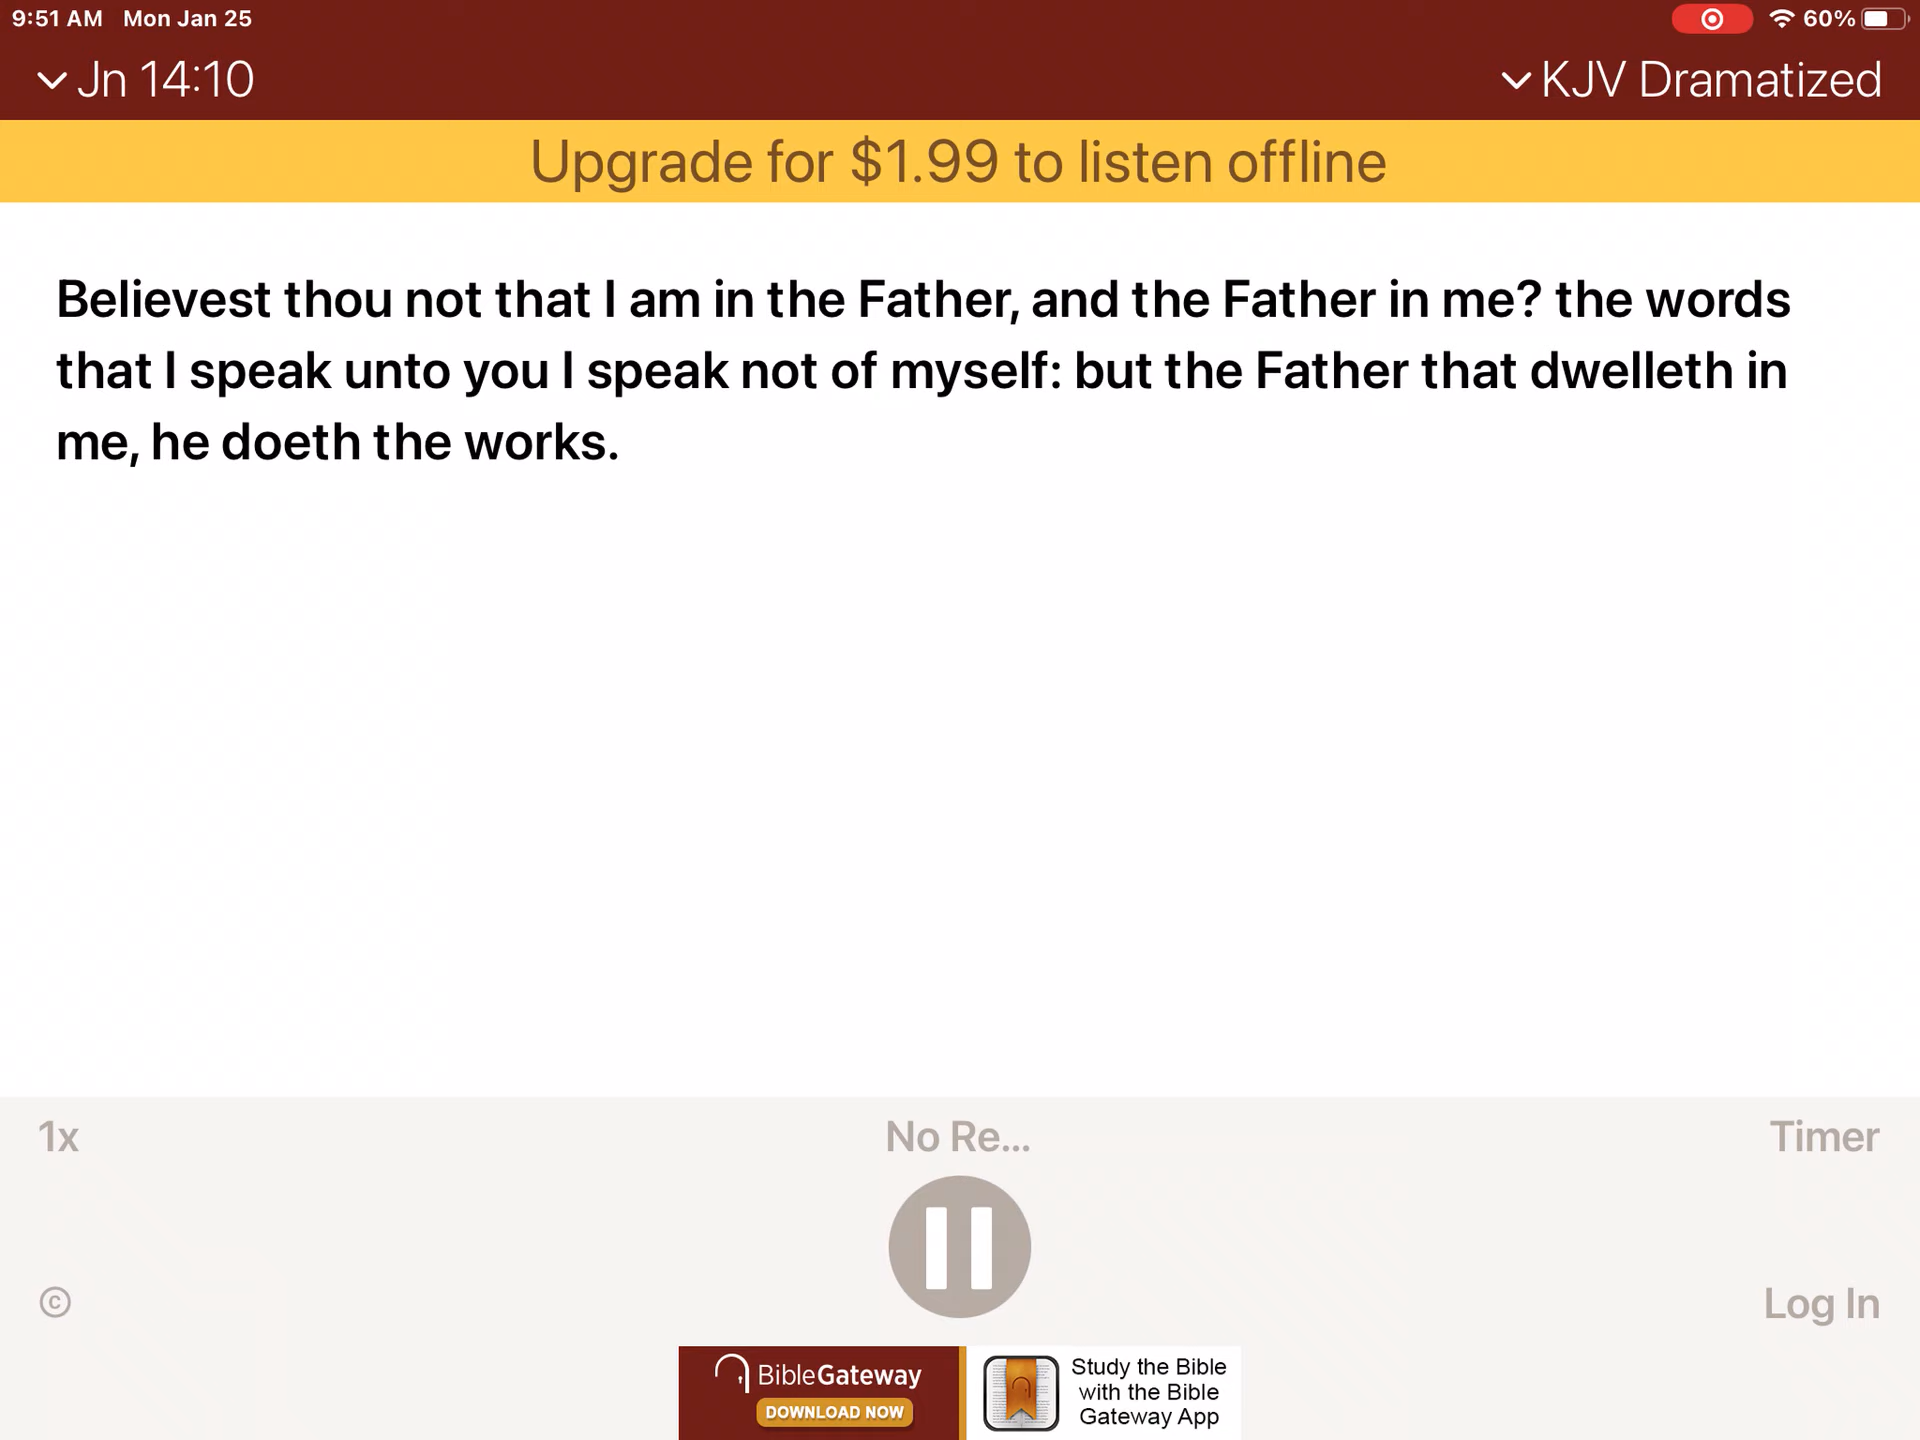 9:51 AM Mon Jan 25
60%
Jn 14:10
KJV Dramatized
Upgrade for $1.99 to listen offline
Believest thou not that I am in the Father, and the Father in me? the words
that I speak unto you I speak not of myself: but the Father that dwelleth in
me, he doeth the works.
1x
No Re...
Timer
©
Log In
BibleGateway
DOWNLOAD NOW
Study the Bible
with the Bible
Gateway App